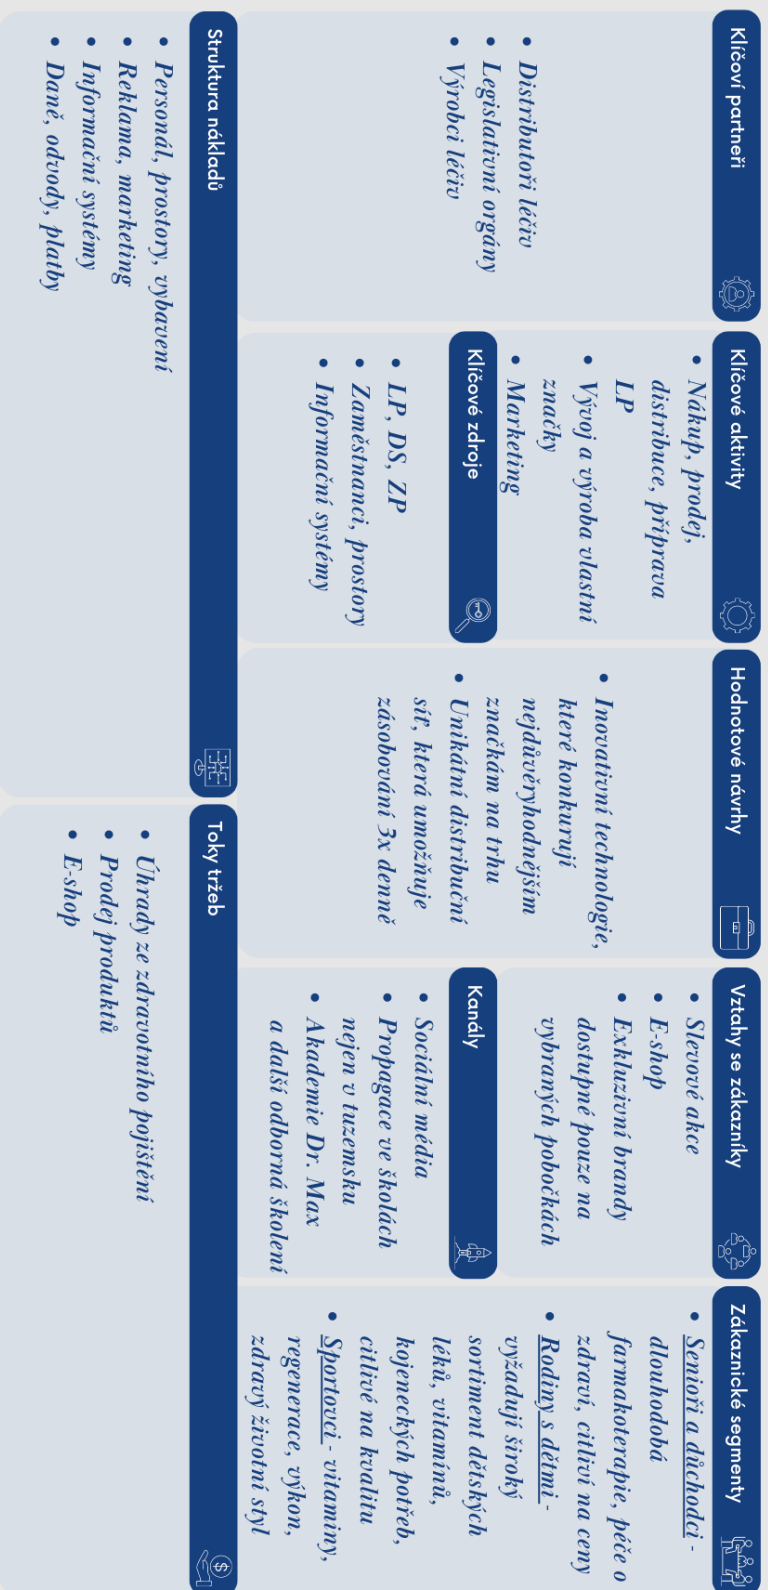 Klíčoví partneři
• Distributoři léčiv
• Legislativní orgány
• Výrobci léčiv
Klíčové aktivity
• Nákup, prodej,
distribuce, příprava
LP
• Vývoj a výroba vlastní
značky
• Marketing
Klíčové zdroje
• LP, DS, ZP
• Zaměstnanci, prostory
• Informační systémy
Hodnotové návrhy
• Inovativní technologie,
které konkurují
nejdůvěryhodnějším
značkám na trhu
• Unikátní distribuční
síť, která umožňuje
zásobování 3x denně
Vztahy se zákazníky
• Slevové akce
• E-shop
• Exkluzivní brandy
dostupné pouze na
vybraných pobočkách
Kanály
• Sociální média
• Propagace ve školách
nejen v tuzemsku
• Akademie Dr. Max
a další odborná školení
Zákaznické segmenty
• Senioři a důchodci -
dlouhodobá
farmakoterapie, péče o
zdraví, citliví na ceny
• Rodiny s dětmi -
vyžadují široký
sortiment dětských
léků, vitamínů,
kojeneckých potřeb,
citlivé na kvalitu
• Sportovci - vitaminy,
regenerace, výkon,
zdravý životní styl
Struktura nákladů
• Personál, prostory, vybavení
• Reklama, marketing
• Informační systémy
• Daně, odvody, platby
Toky tržeb
• Úhrady ze zdravotního pojištění
• Prodej produktů
• E-shop